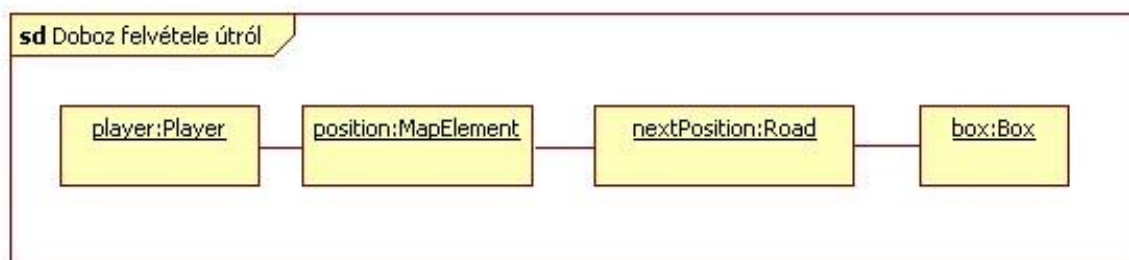 sd Doboz felvétele útról
player:Player
position:MapElement
nextPosition:Road
box:Box